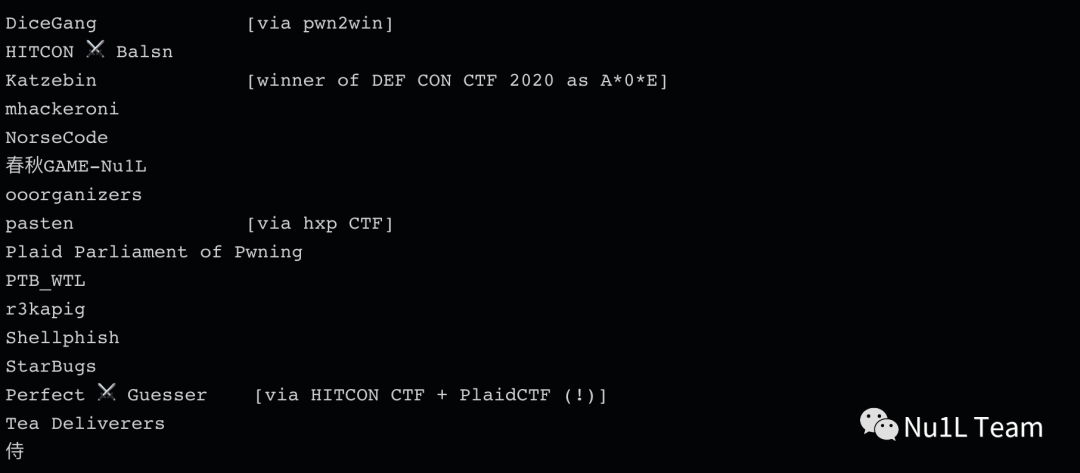 DiceGang [via pwn2win]
HITCON ⚔ Balsn
Katzebin [winner of DEF CON CTF 2020 as A*0*E]
mhackeroni
NorseCode
春秋GAME-Nu1L
ooorganizers
pasten [via hxp CTF]
Plaid Parliament of Pwning
PTB_WTL
r3kapig
Shellphish
StarBugs
Perfect ⚔ Guesser [via HITCON CTF + PlaidCTF (!)]
Tea Deliverers
侍
Nu1L Team